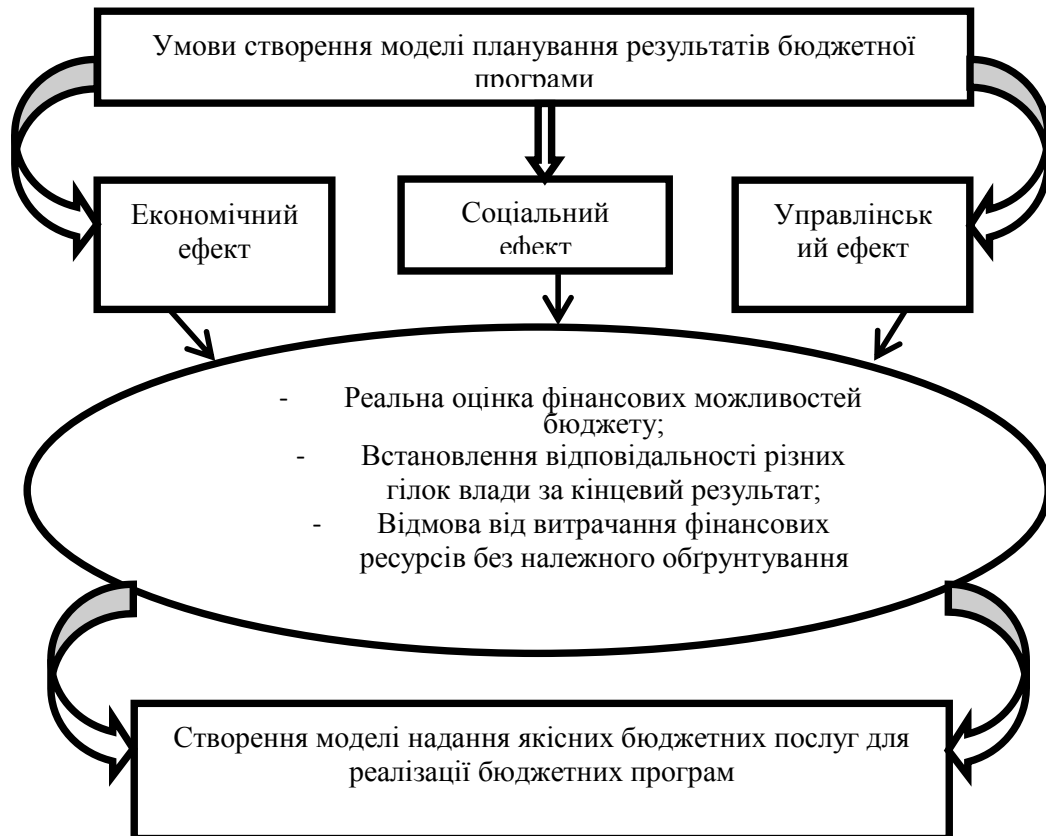 Умови створення моделі планування результатів бюджетної
програми
Економічний
ефект
Соціальний
ефект
Управлінськ
ий ефект
- Реальна оцінка фінансових можливостей
бюджету;
- Встановлення відповідальності різних
гілок влади за кінцевий результат;
- Відмова від витрачання фінансових
ресурсів без належного обґрунтування
Створення моделі надання якісних бюджетних послуг для
реалізації бюджетних програм